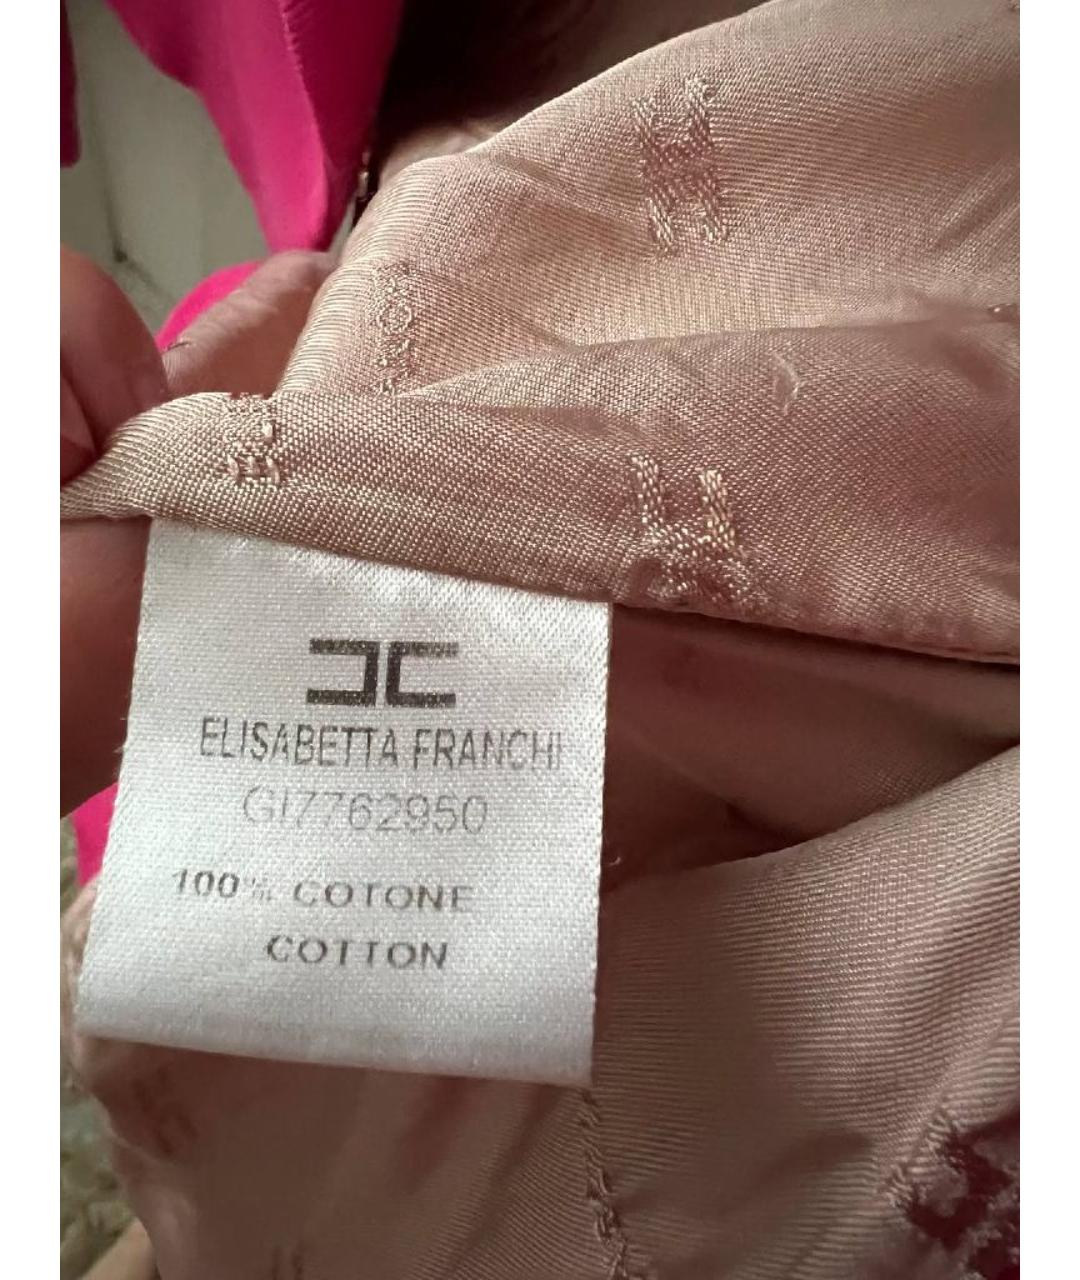 ELISABETTA FRANCHI
GI7762950
100% COTONE
COTTON